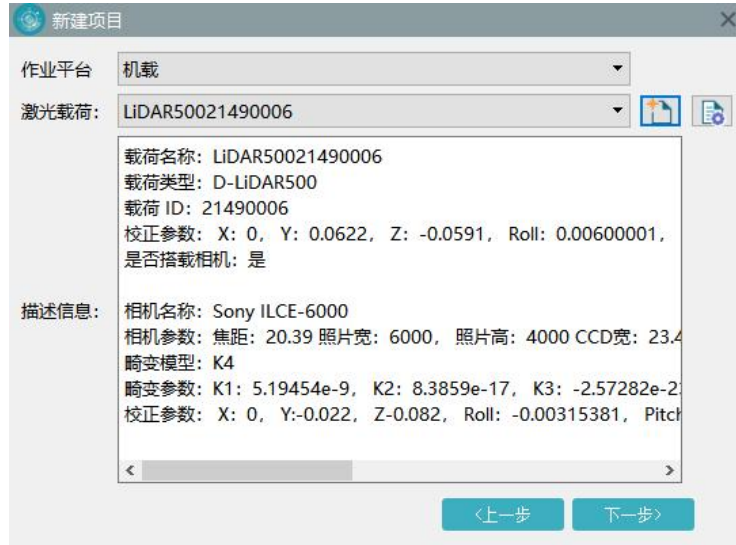 新建项目
作业平台 机载
激光载荷: LiDAR50021490006
载荷名称: LiDAR50021490006
载荷类型: D-LiDAR500
载荷 ID: 21490006
校正参数: X: 0, Y: 0.0622, Z: -0.0591, Roll: 0.00600001,
是否搭载相机: 是
描述信息:
相机名称: Sony ILCE-6000
相机参数: 焦距: 20.39 照片宽: 6000, 照片高: 4000 CCD宽: 23.4
畸变模型: K4
畸变参数: K1: 5.19454e-9, K2: 8.3859e-17, K3: -2.57282e-2
校正参数: X: 0, Y:-0.022, Z-0.082, Roll: -0.00315381, Pitch
<上一步 下一步>